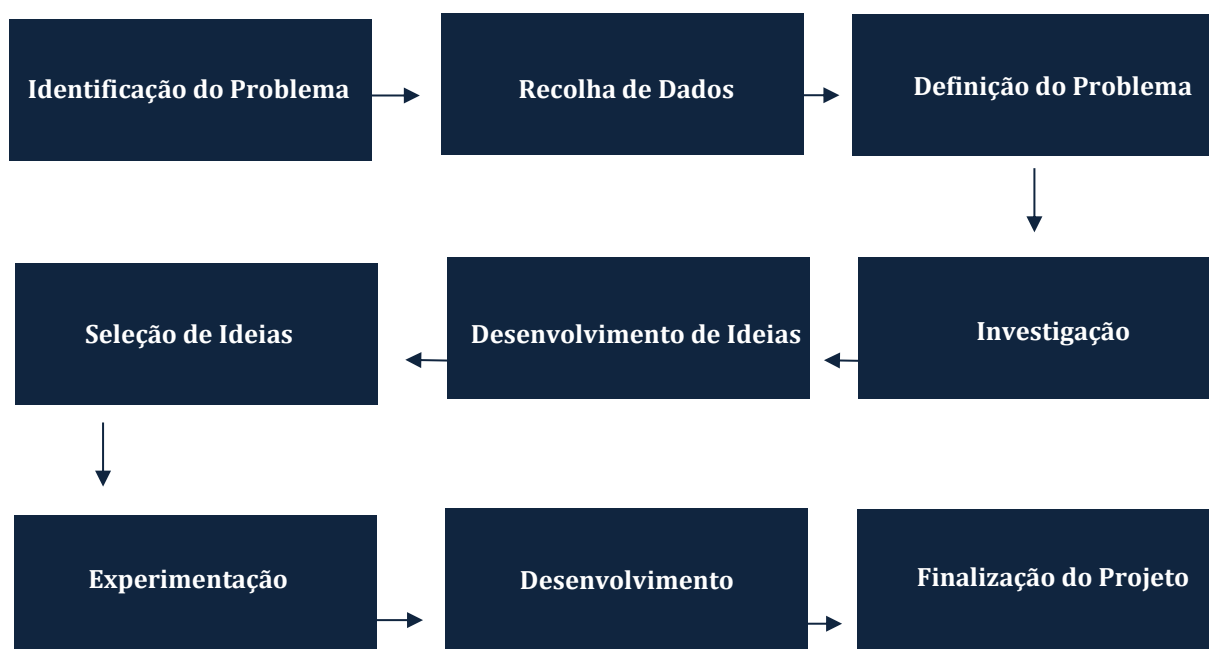 Identificação do Problema
Recolha de Dados
Definição do Problema
Investigação
Desenvolvimento de Ideias
Seleção de Ideias
Experimentação
Desenvolvimento
Finalização do Projeto